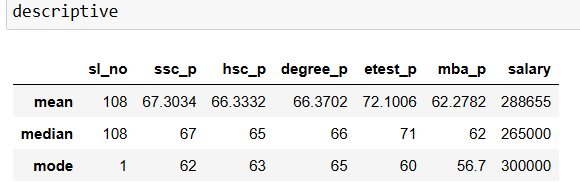 descriptive
sl_no ssc_p hsc_p degree_p etest_p mba_p salary
mean 108 67.3034 66.3332 66.3702 72.1006 62.2782 288655
median 108 67 65 66 71 62 265000
mode 1 62 63 65 60 56.7 300000